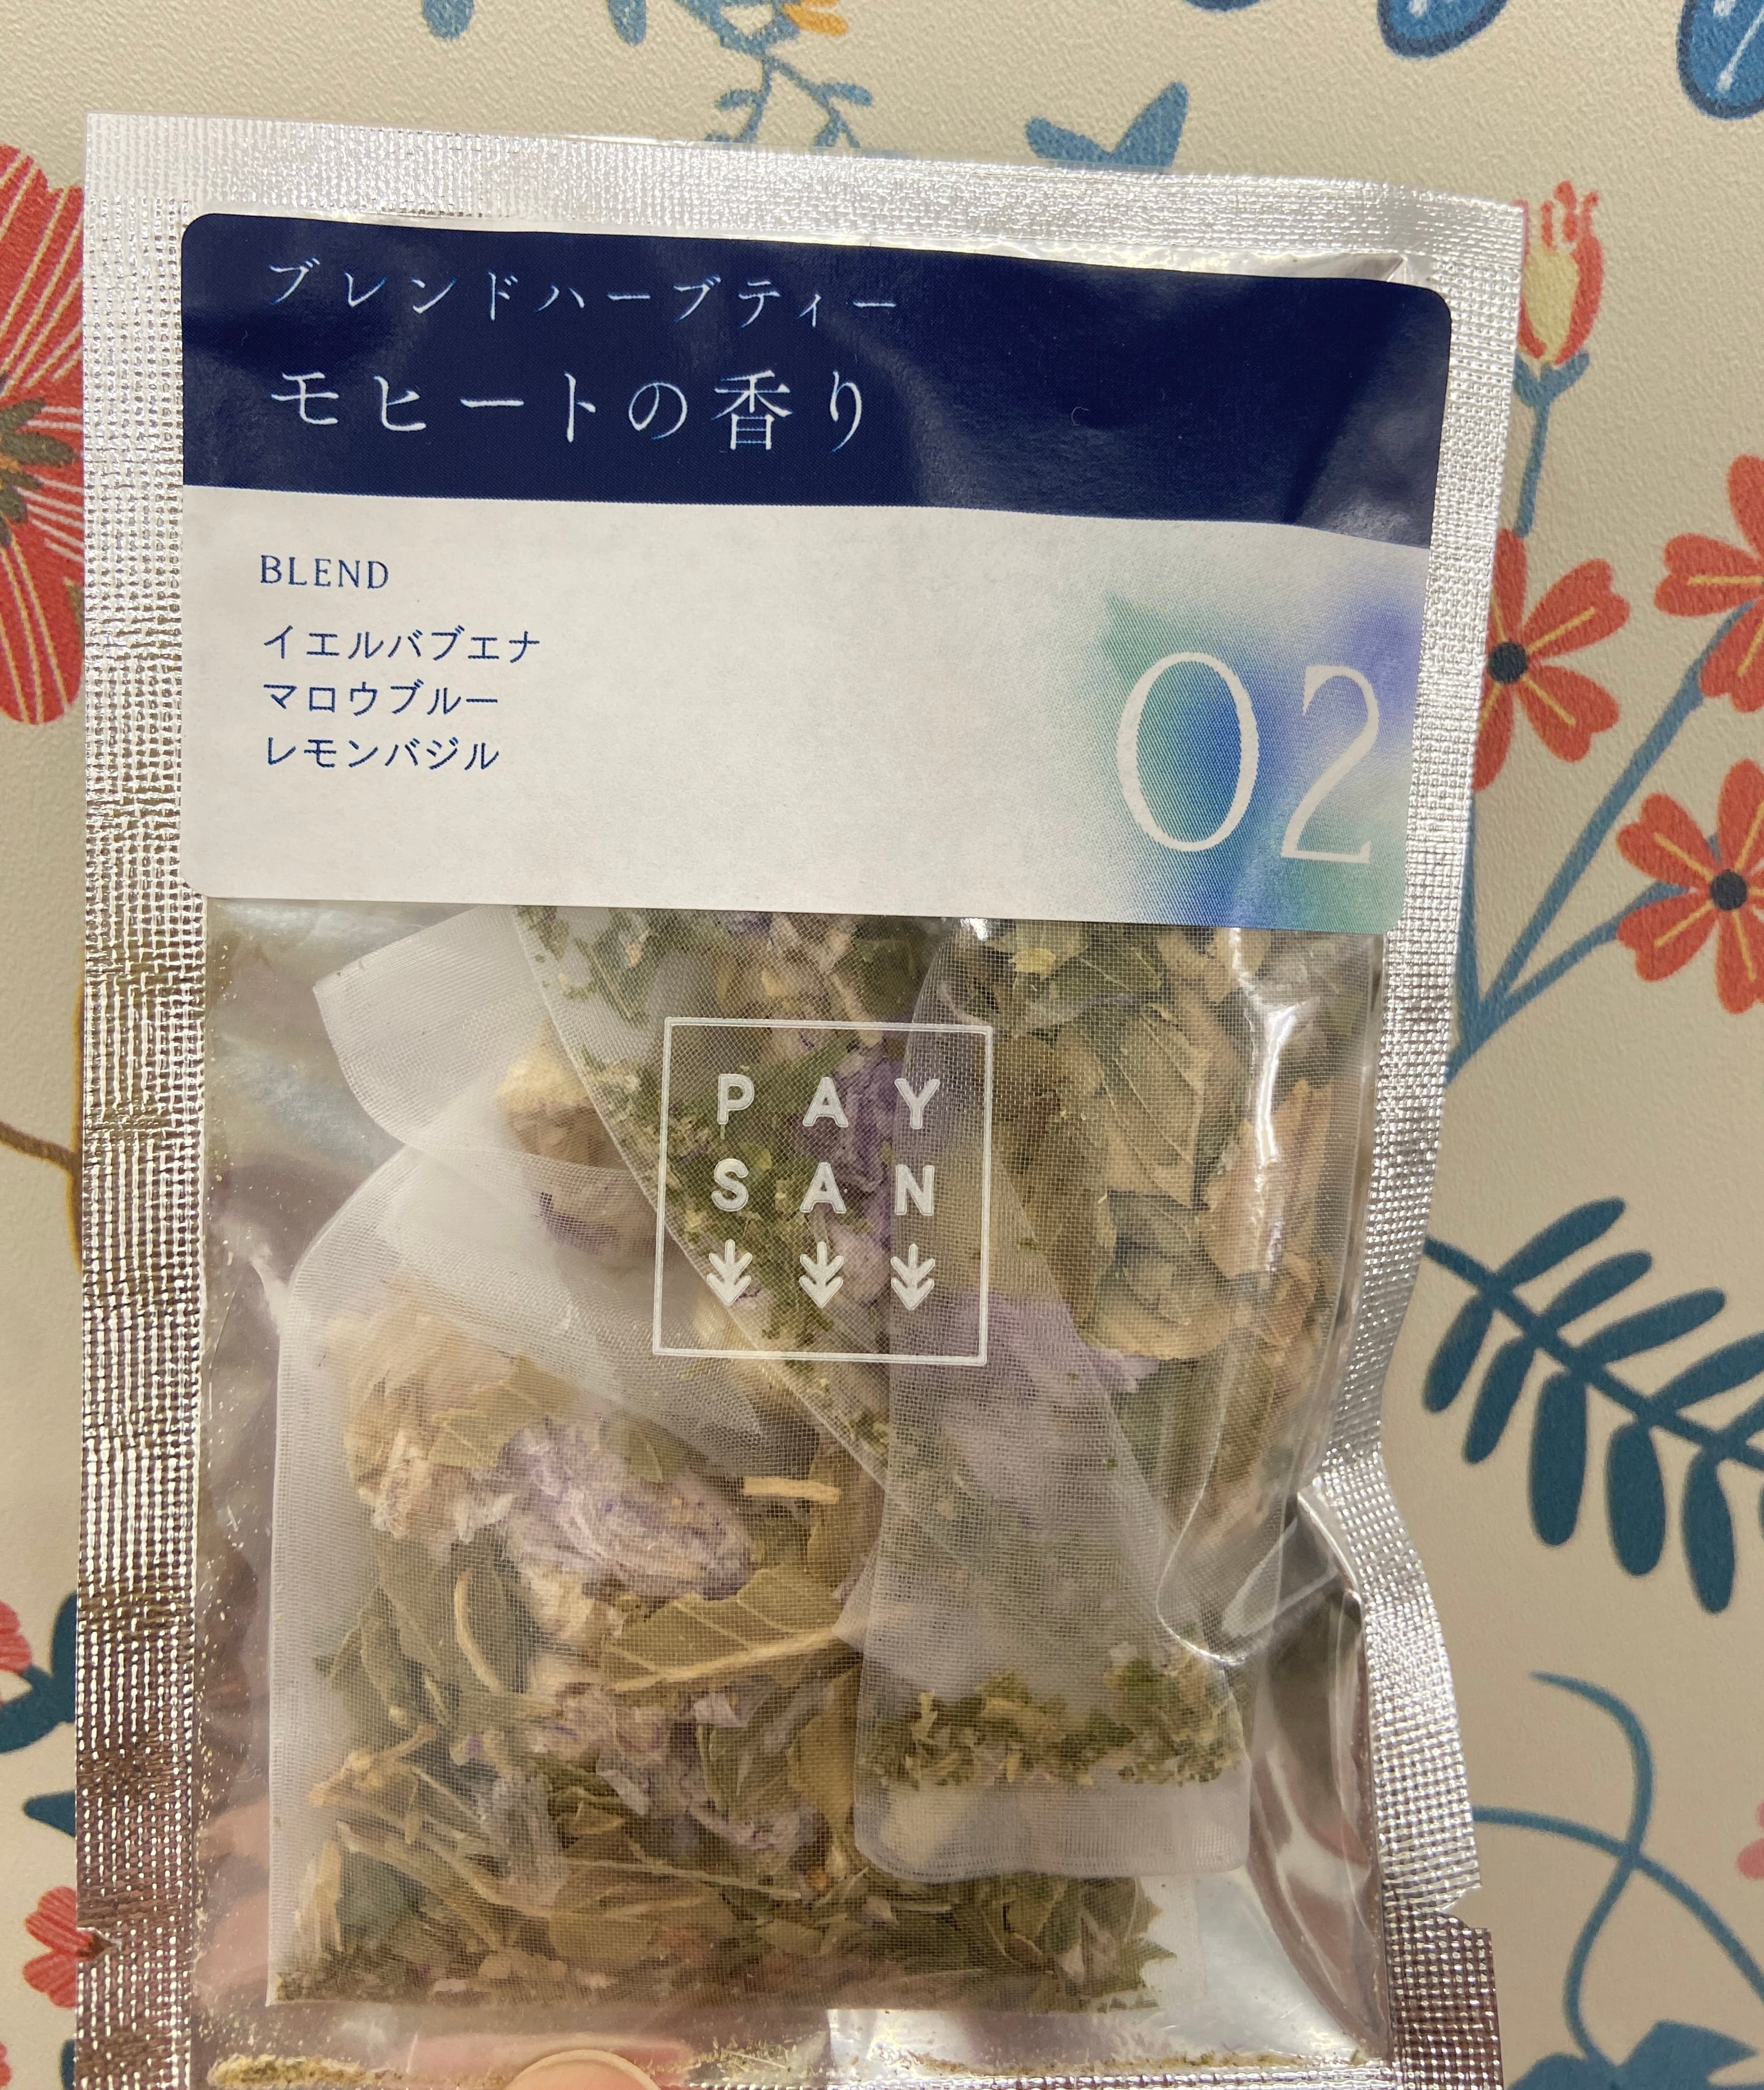 ブレンドハーブティー
モヒートの香り
BLEND
イエルバブエナ
マロウブルー
レモンバジル
02
PAY
SAN